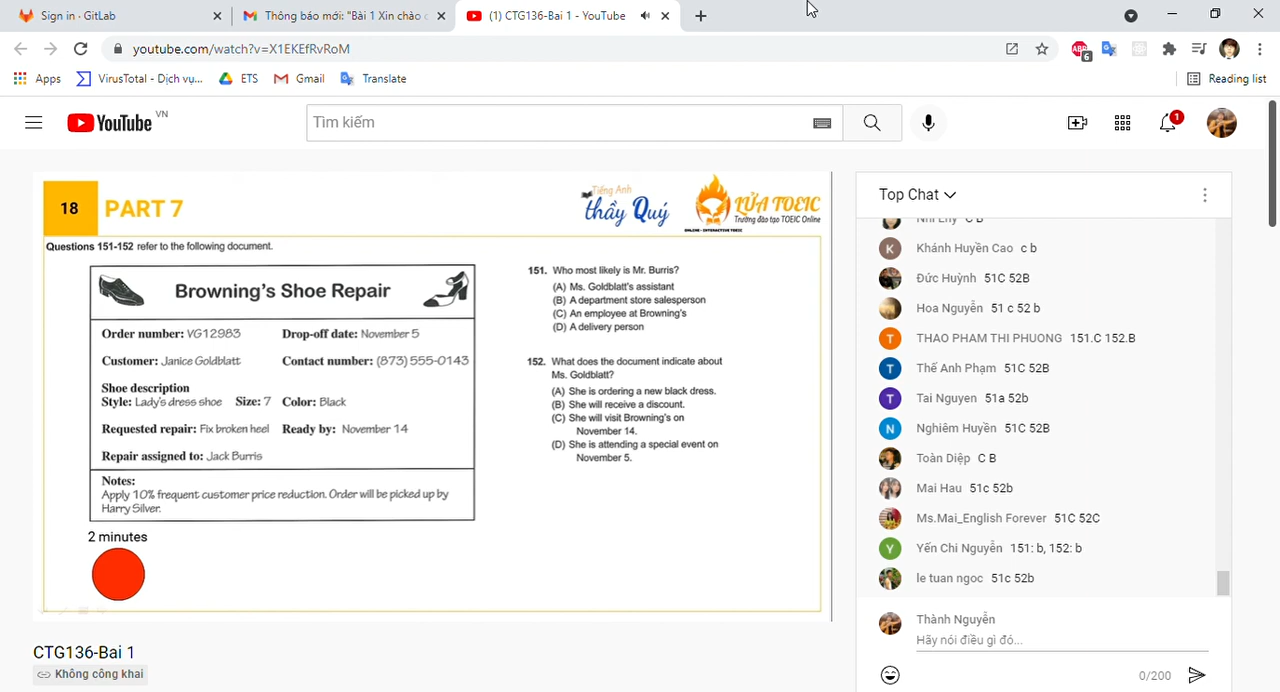 Sign in · GitLab
Thông báo mới: "Bài 1 Xin chào c
(1) CTG136-Bai 1 - YouTube
youtube.com/watch?v=X1EKEfRvRoM
ABP
6
Apps
VirusTotal - Dịch vụ...
ETS
Gmail
Translate
Reading list
YouTube VN
Tìm kiếm
1
18
PART 7
Tiếng Anh
thầy Quý
LỬA TOEIC
Trường đào tạo TOEIC Online
ONLINE - INTERACTIVE TOEIC
Questions 151-152 refer to the following document.
Browning's Shoe Repair
Order number: VG12983
Drop-off date: November 5
Customer: Janice Goldblatt
Contact number: (873) 555-0143
Shoe description
Style: Lady's dress shoe Size: 7 Color: Black
Requested repair: Fix broken heel Ready by: November 14
Repair assigned to: Jack Burris
Notes:
Apply 10% frequent customer price reduction. Order will be picked up by
Harry Silver.
2 minutes
151. Who most likely is Mr. Burris?
(A) Ms. Goldblatt's assistant
(B) A department store salesperson
(C) An employee at Browning's
(D) A delivery person
152. What does the document indicate about
Ms. Goldblatt?
(A) She is ordering a new black dress.
(B) She will receive a discount.
(C) She will visit Browning's on
November 14.
(D) She is attending a special event on
November 5.
CTG136-Bai 1
Không công khai
Top Chat
K Khánh Huyền Cao c b
Đức Huỳnh 51C 52B
Hoa Nguyễn 51 c 52 b
T THAO PHAM THI PHUONG 151.C 152.B
T Thế Anh Phạm 51C 52B
T Tai Nguyen 51a 52b
N Nghiêm Huyền 51C 52B
Toàn Diệp C B
Mai Hau 51c 52b
Ms.Mai_English Forever 51C 52C
Y Yến Chi Nguyễn 151: b, 152: b
le tuan ngoc 51c 52b
Thành Nguyễn
Hãy nói điều gì đó...
0/200